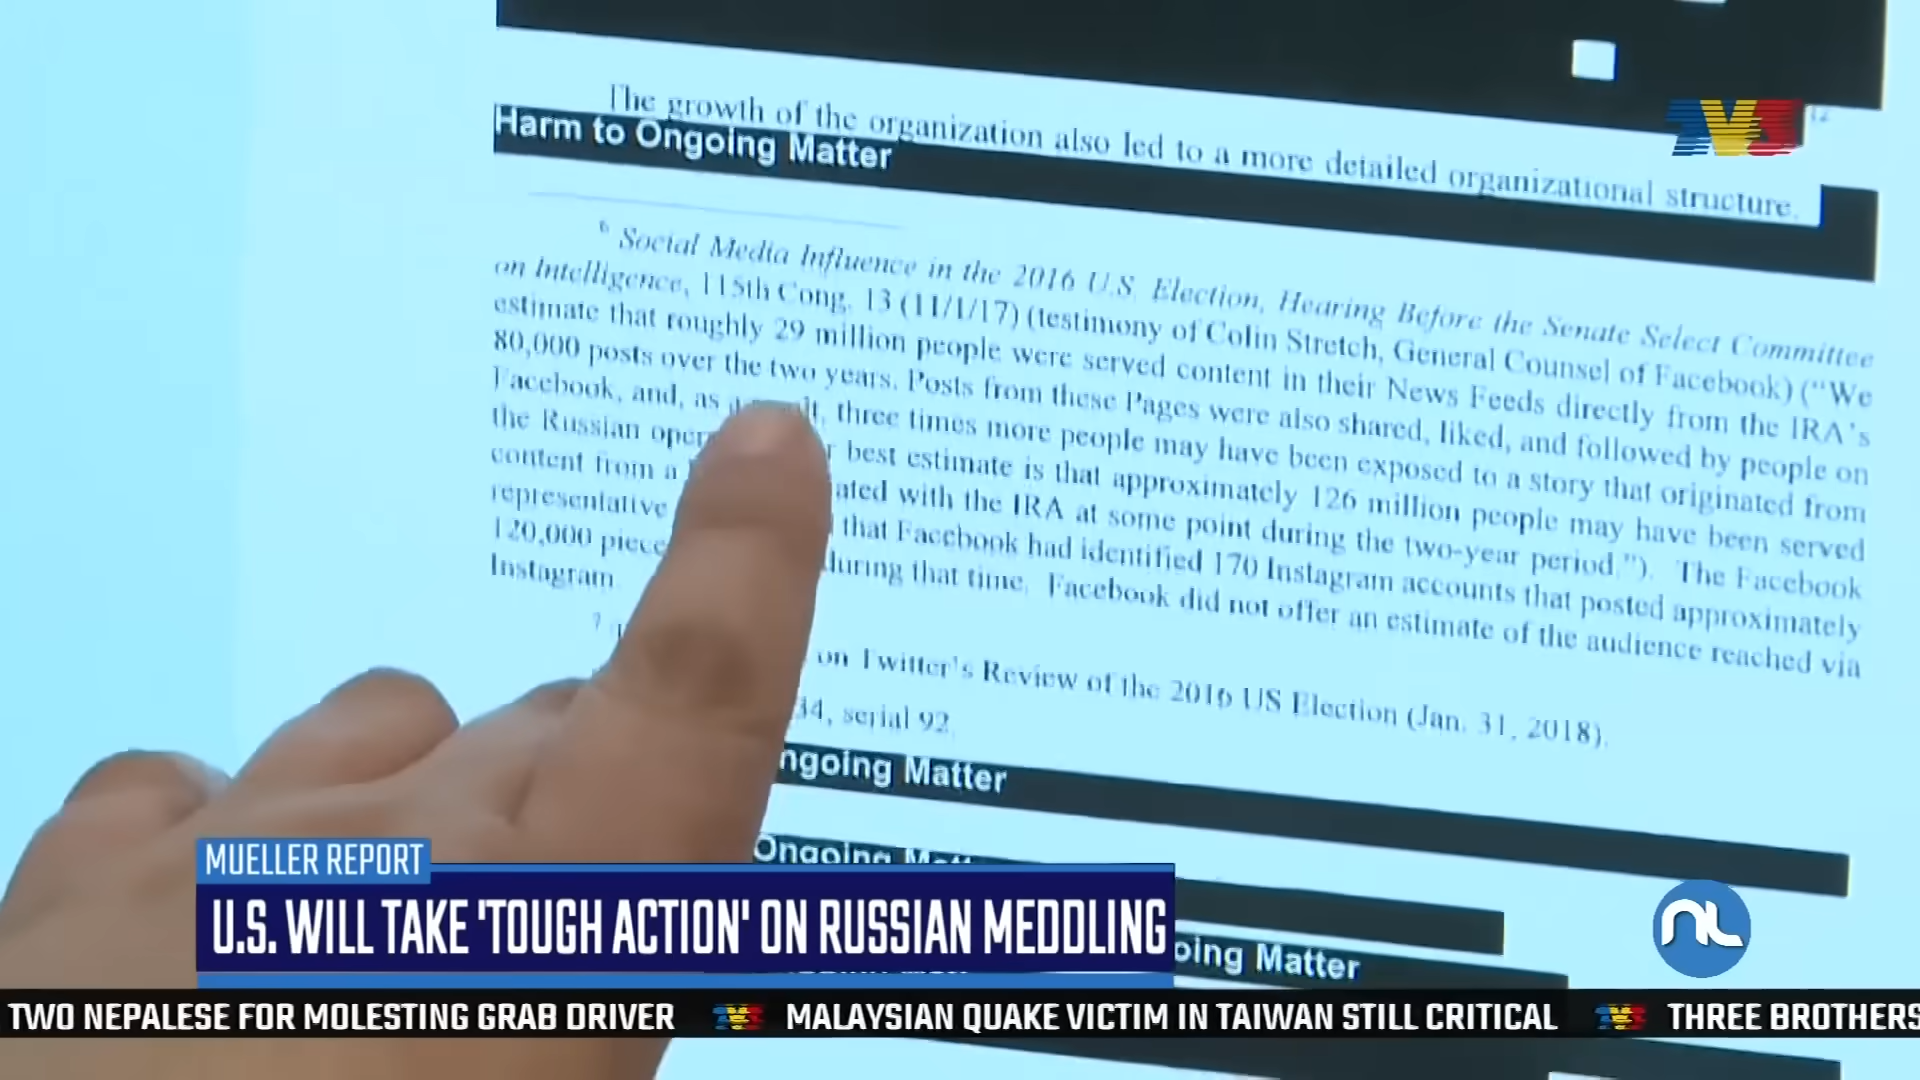 The growth of the organization also led to a more detailed organizational structure.
Harm to Ongoing Matter
6 Social Media Influence in the 2016 U.S. Election, Hearing Before the Senate Select Committee
on Intelligence, 115th Cong. 13 (11/1/17) (testimony of Colin Stretch, General Counsel of Facebook) ("We
estimate that roughly 29 million people were served content in their News Feeds directly from the IRA's
80,000 posts over the two years. Posts from these Pages were also shared, liked, and followed by people on
Facebook, and, as a result, three times more people may have been exposed to a story that originated from
the Russian best estimate is that approximately 126 million people may have been served
content from a with the IRA at some point during the two-year period."). The Facebook
representative that Facebook had identified 170 Instagram accounts that posted approximately
120,000 during that time. Facebook did not offer an estimate of the audience reached via
Instagram.
7 on Twitter's Review of the 2016 US Election (Jan. 31, 2018).
34, serial 92.
ngoing Matter
Ongoing
oing Matter
TV3
MUELLER REPORT
U.S. WILL TAKE 'TOUGH ACTION' ON RUSSIAN MEDDLING
NL
TWO NEPALESE FOR MOLESTING GRAB DRIVER TV3 MALAYSIAN QUAKE VICTIM IN TAIWAN STILL CRITICAL TV3 THREE BROTHERS